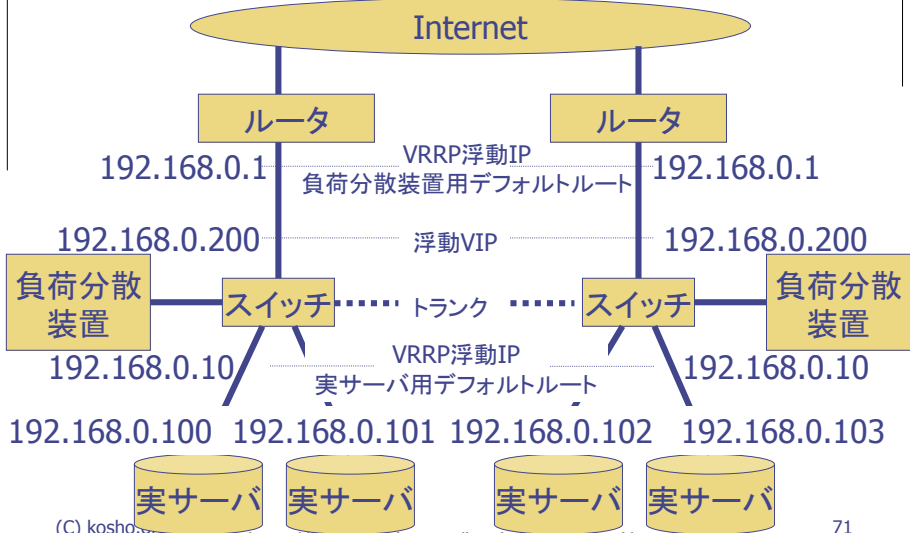 Internet
ルータ
ルータ
192.168.0.1
VRRP浮動IP
負荷分散装置用デフォルトルート
192.168.0.1
192.168.0.200
浮動VIP
192.168.0.200
負荷分散
装置
スイッチ
トランク
スイッチ
負荷分散
装置
192.168.0.10
VRRP浮動IP
実サーバ用デフォルトルート
192.168.0.10
192.168.0.100
192.168.0.101
192.168.0.102
192.168.0.103
実サーバ
実サーバ
実サーバ
実サーバ
(C)
71